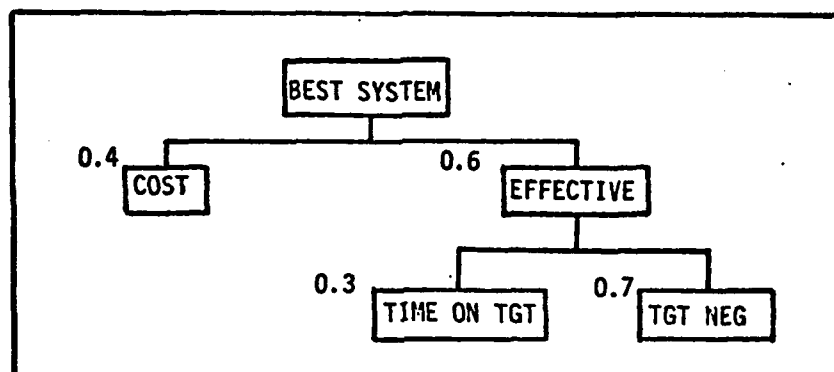 BEST SYSTEM
0.4
0.6
COST
EFFECTIVE
0.3
0.7
TIME ON TGT
TGT NEG